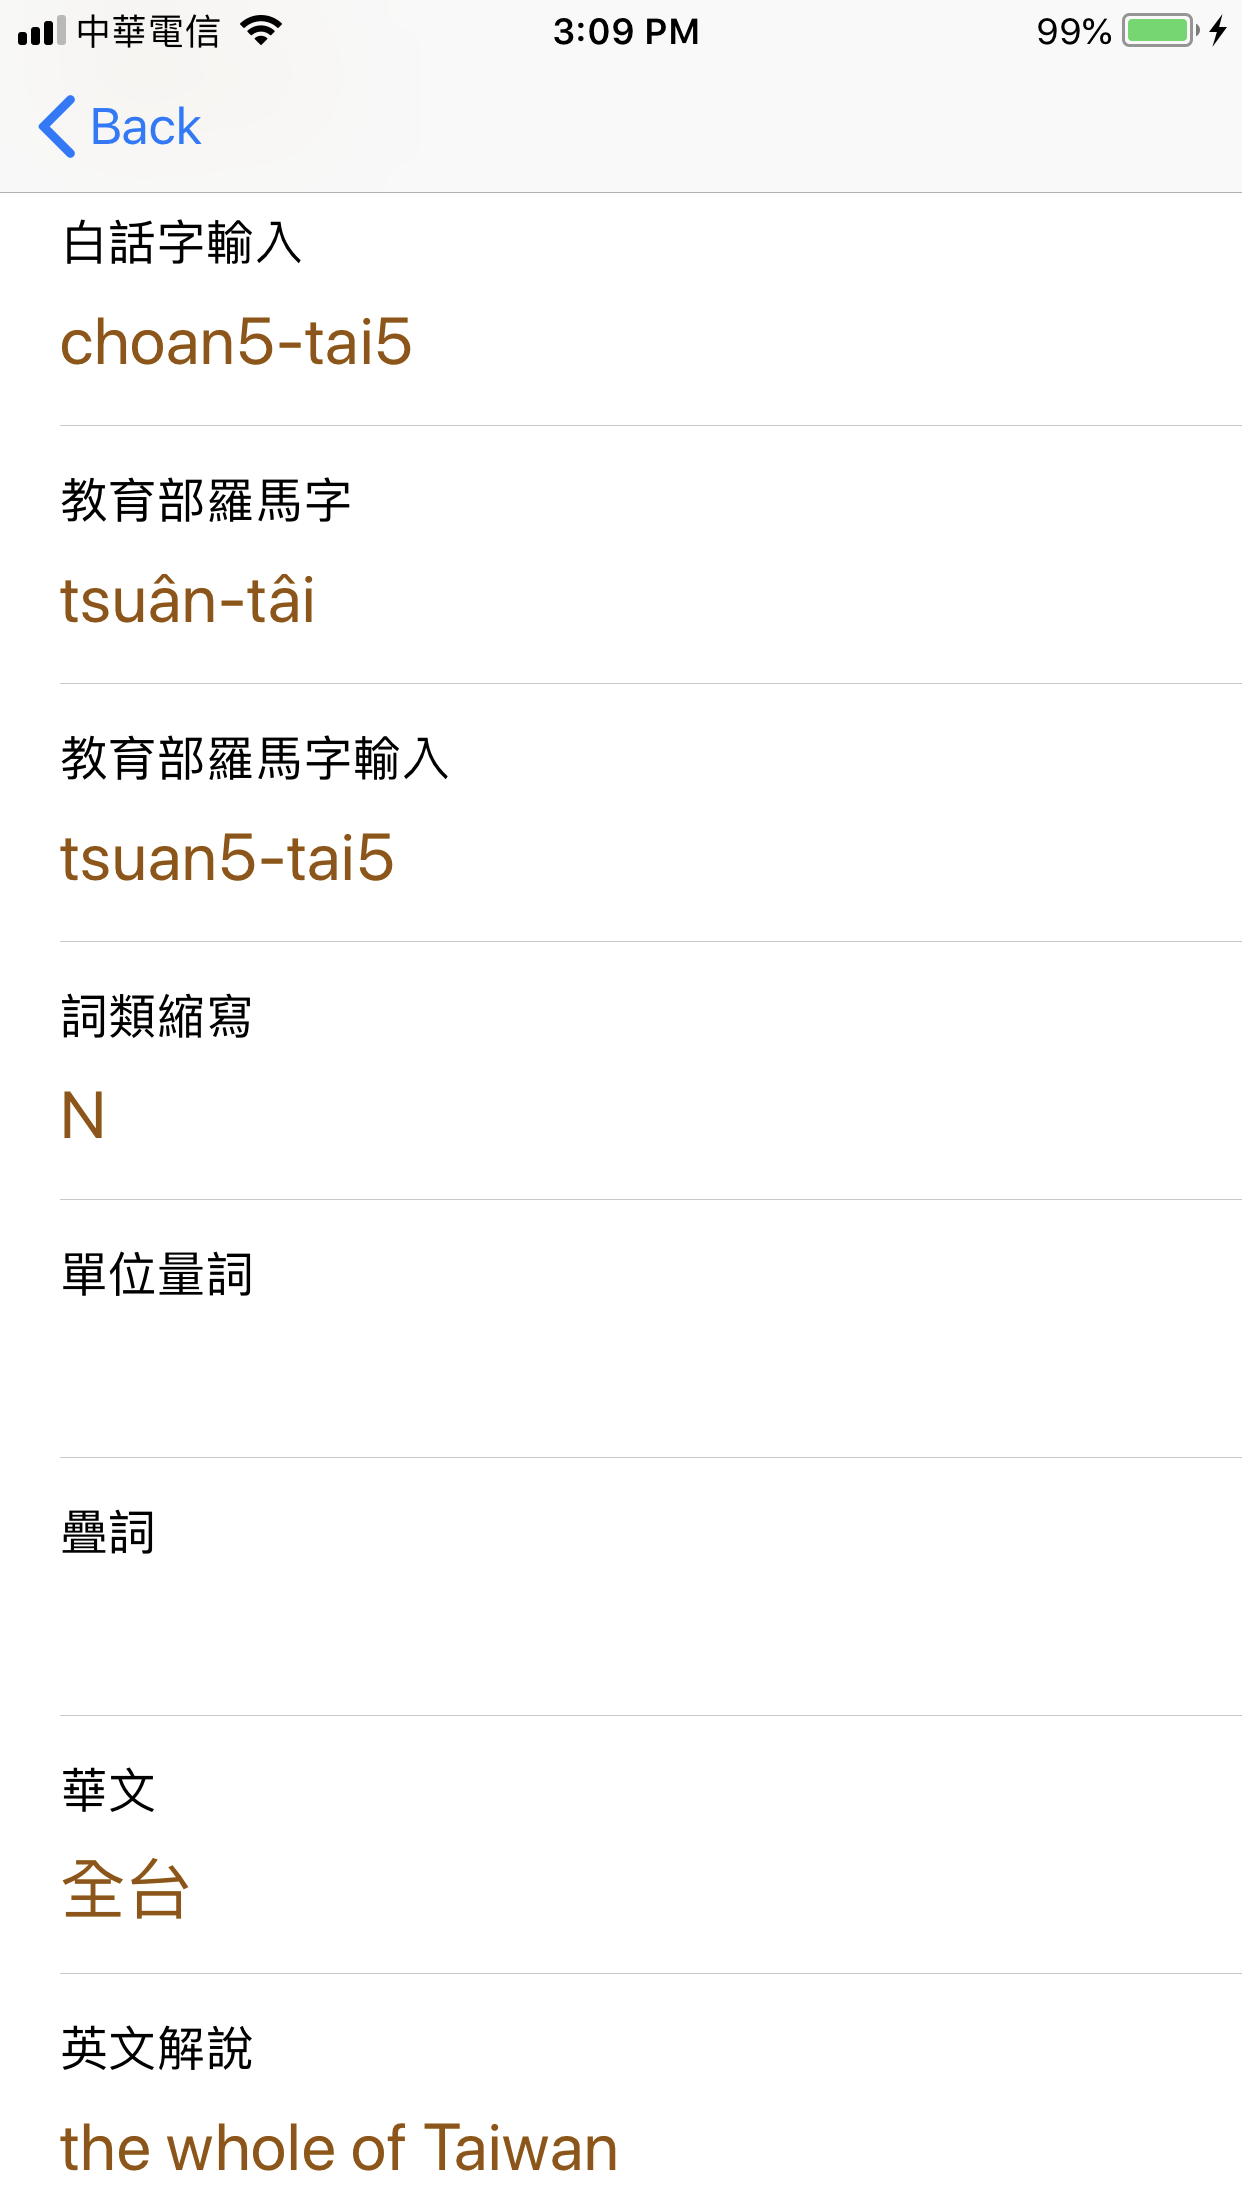 中華電信 3:09 PM 99%
Back
白話字輸入
choan5-tai5
教育部羅馬字
tsuân-tâi
教育部羅馬字輸入
tsuan5-tai5
詞類縮寫
N
單位量詞
疊詞
華文
全台
英文解說
the whole of Taiwan